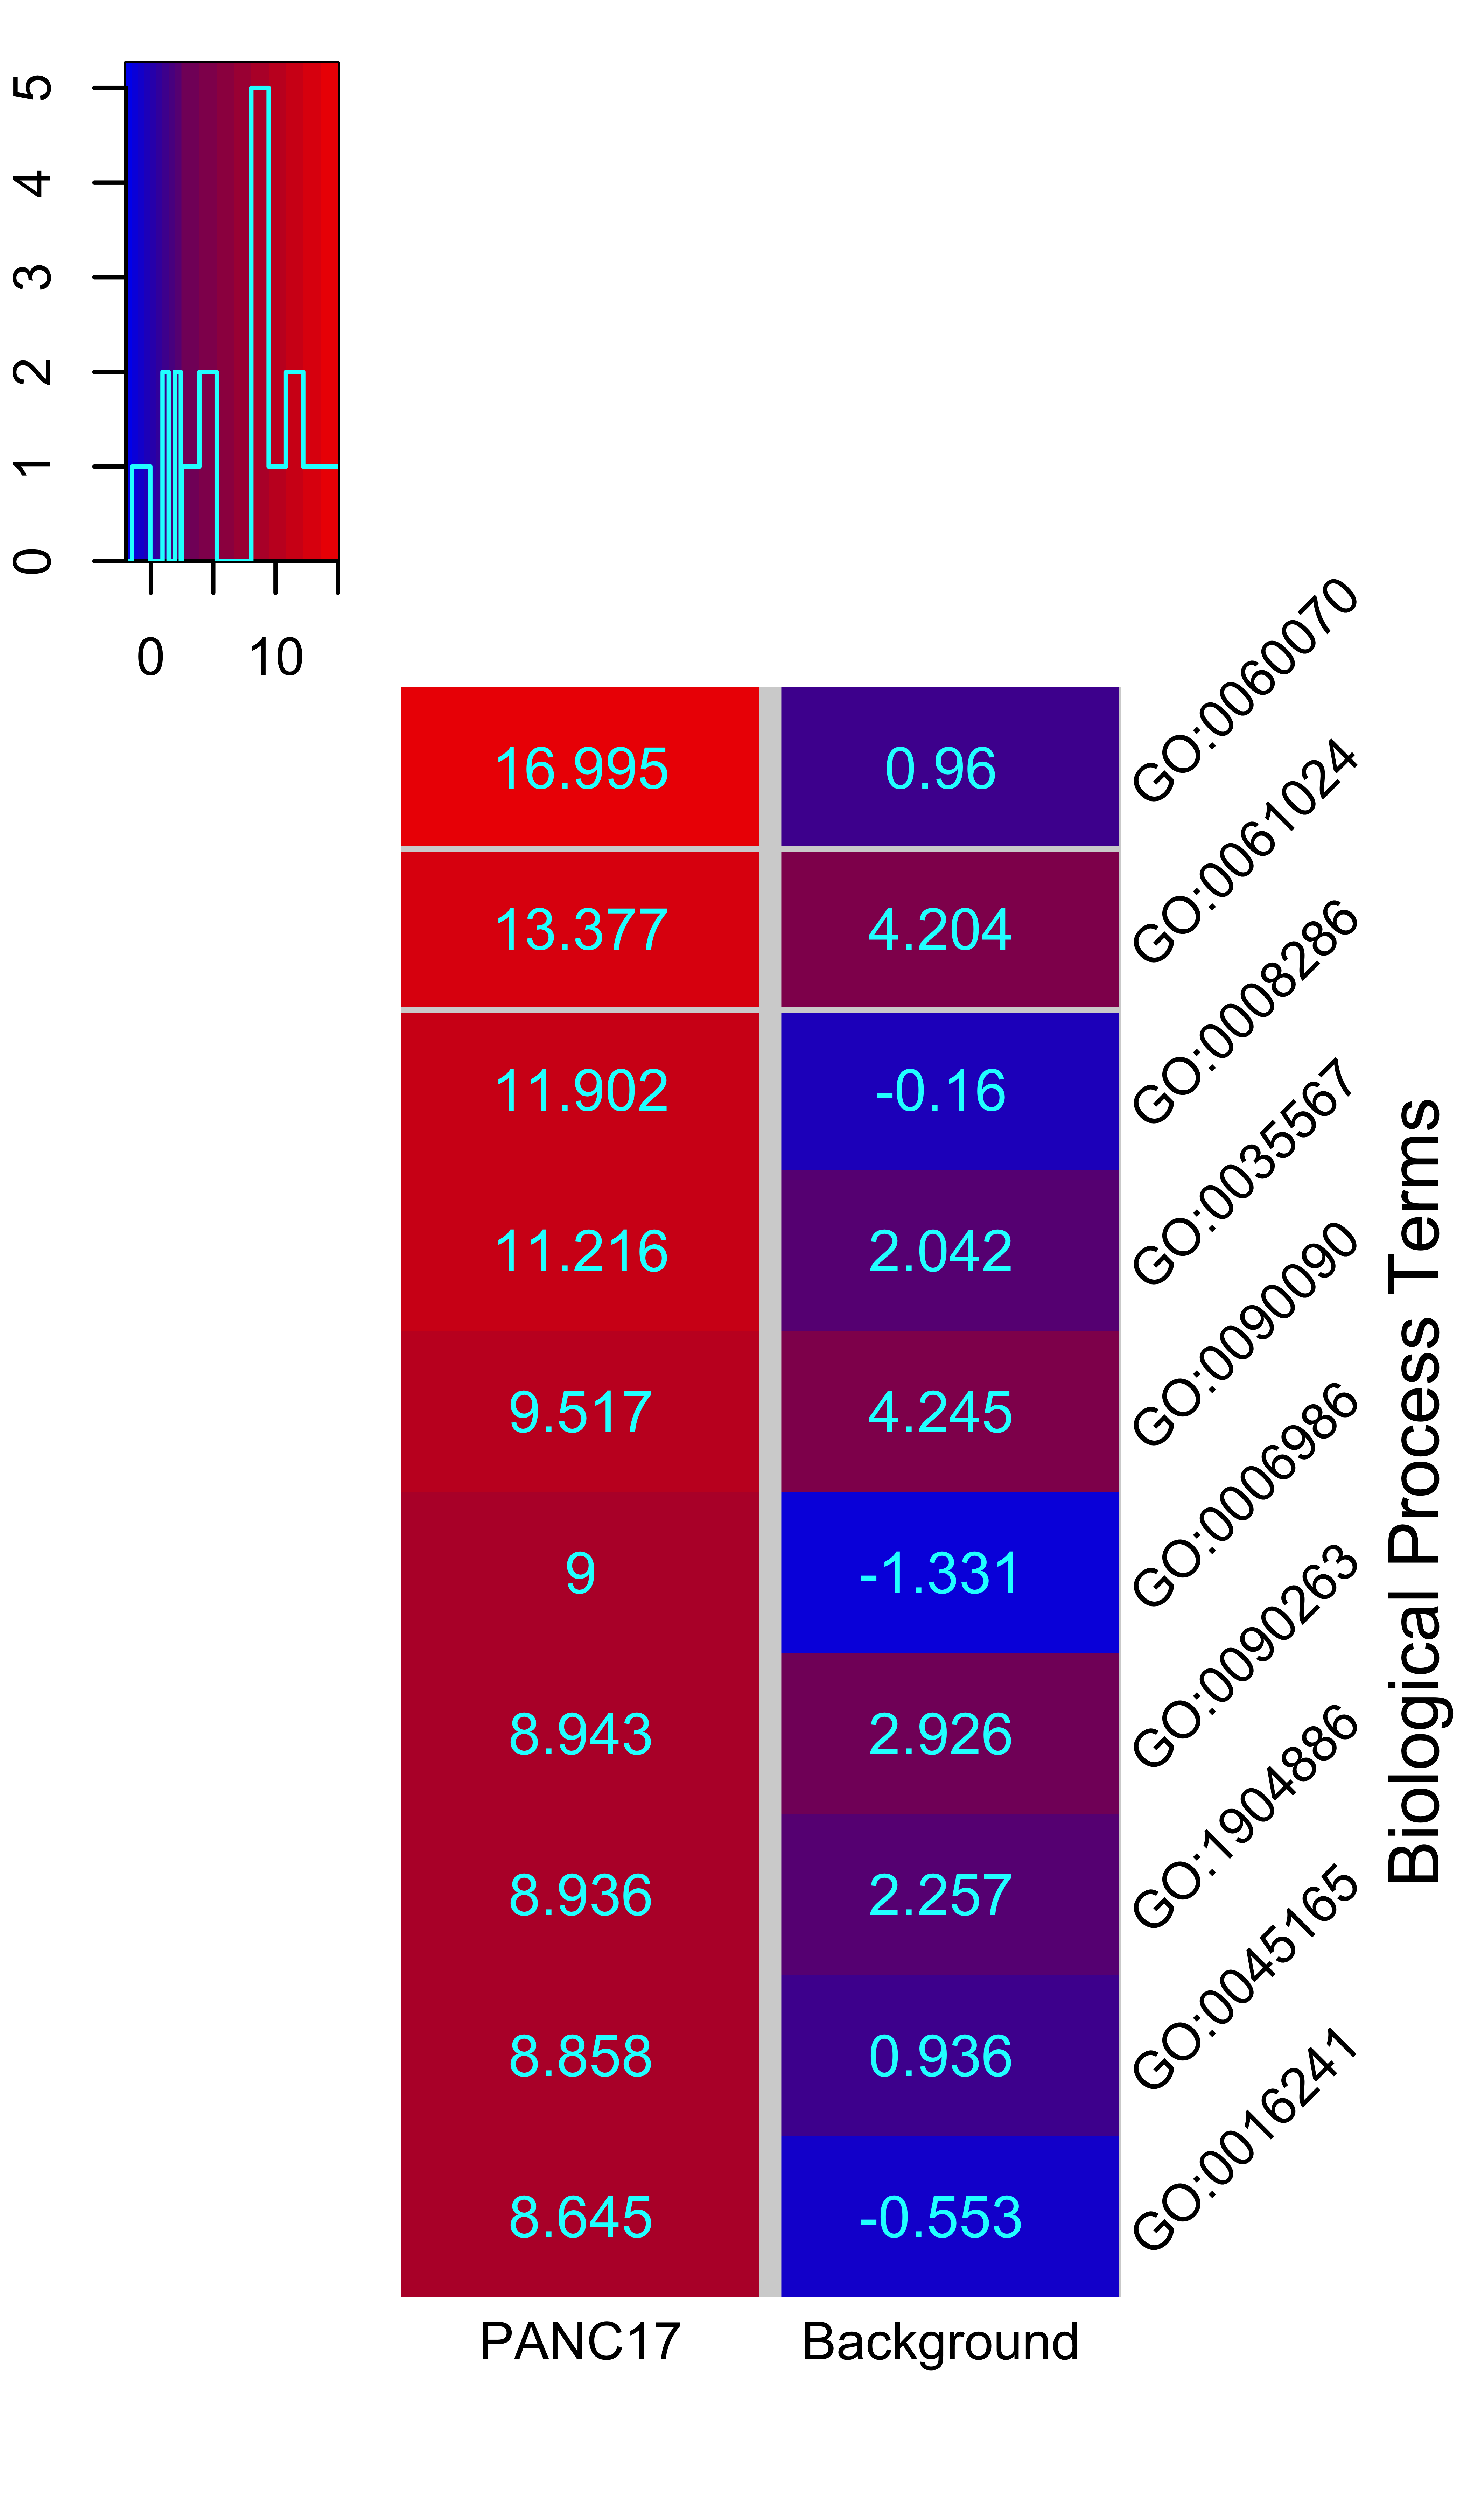 5
4
3
2
1
0
0 10
16.995 0.96 GO:0060070
13.377 4.204 GO:0061024
11.902 -0.16 GO:0008286
11.216 2.042 GO:0035567
9.517 4.245 GO:0090090
9 -1.331 GO:0006986
8.943 2.926 GO:0090263
8.936 2.257 GO:1904886
8.858 0.936 GO:0045165
8.645 -0.553 GO:0016241
PANC17 Background
Biological Process Terms